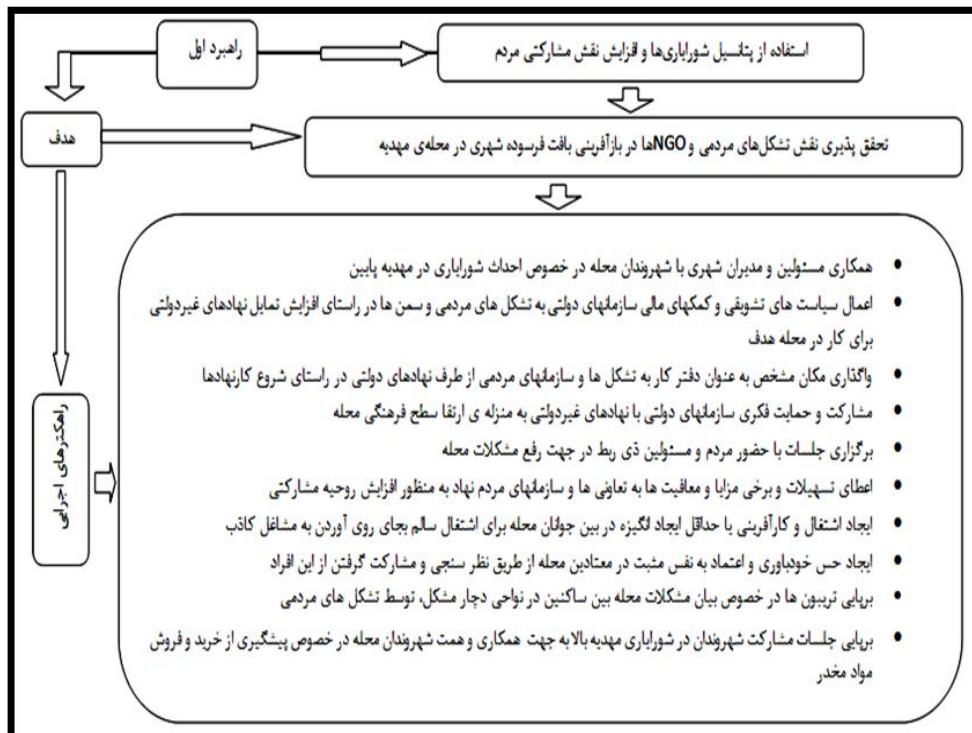 راهبرد اول
استفاده از پتانسیل شورایاری‌ها و افزایش نقش مشارکتی مردم
هدف
تحقق پذیری نقش تشکل‌های مردمی و NGOها در بازآفرینی بافت فرسوده شهری در محله‌ی مهدیه
راهکترهای اجرایی
• همکاری مسئولین و مدیران شهری با شهروندان محله در خصوص احداث شورایاری در مهدیه پایین
• اعمال سیاست های تشویقی و کمکهای مالی سازمانهای دولتی به تشکل های مردمی و سمن ها در راستای افزایش تمایل نهادهای غیردولتی
برای کار در محله هدف
• واگذاری مکان مشخص به عنوان دفتر کار به تشکل ها و سازمانهای مردمی از طرف نهادهای دولتی در راستای شروع کارنهادها
• مشارکت و حمایت فکری سازمانهای دولتی با نهادهای غیردولتی به منزله ی ارتقا سطح فرهنگی محله
• برگزاری جلسات با حضور مردم و مسئولین ذی ربط در جهت رفع مشکلات محله
• اعطای تسهیلات و برخی مزایا و معافیت ها به تعاونی ها و سازمانهای مردم نهاد به منظور افزایش روحیه مشارکتی
• ایجاد اشتغال و کارآفرینی یا حداقل ایجاد انگیزه در بین جوانان محله برای اشتغال سالم بجای روی آوردن به مشاغل کاذب
• ایجاد حس خودباوری و اعتماد به نفس مثبت در معتادین محله از طریق نظر سنجی و مشارکت گرفتن از این افراد
• برپایی تریبون ها در خصوص بیان مشکلات محله بین ساکنین در نواحی دچار مشکل، توسط تشکل های مردمی
• برپایی جلسات مشارکت شهروندان در شورایاری مهدیه بالا به جهت همکاری و همت شهروندان محله در خصوص پیشگیری از خرید و فروش
مواد مخدر